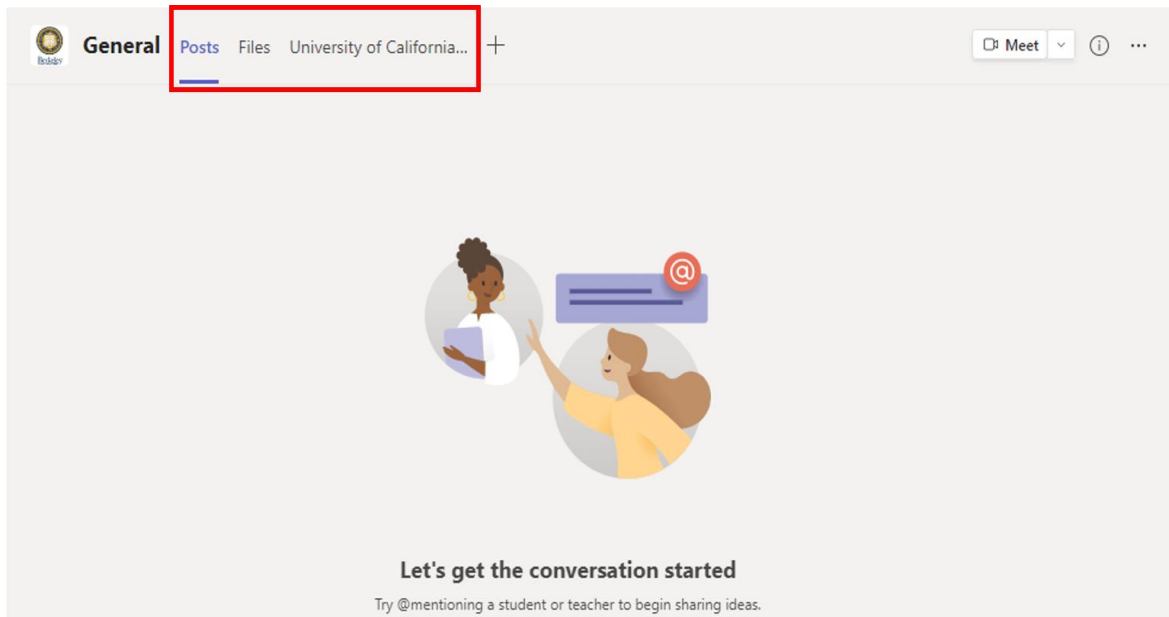 Berkeley
General Posts Files University of California... +
Meet ...
@
Let's get the conversation started
Try @mentioning a student or teacher to begin sharing ideas.